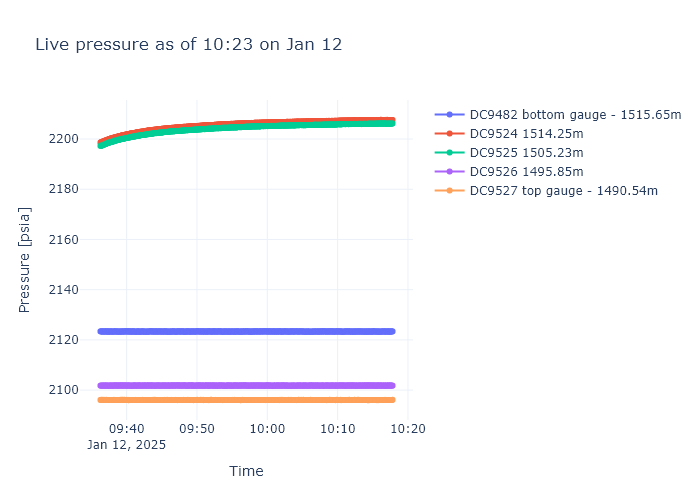 Live pressure as of 10:23 on Jan 12
DC9482 bottom gauge - 1515.65m
DC9524 1514.25m
DC9525 1505.23m
DC9526 1495.85m
DC9527 top gauge - 1490.54m
Pressure [psia]
2200
2180
2160
2140
2120
2100
09:40 09:50 10:00 10:10 10:20
Jan 12, 2025
Time